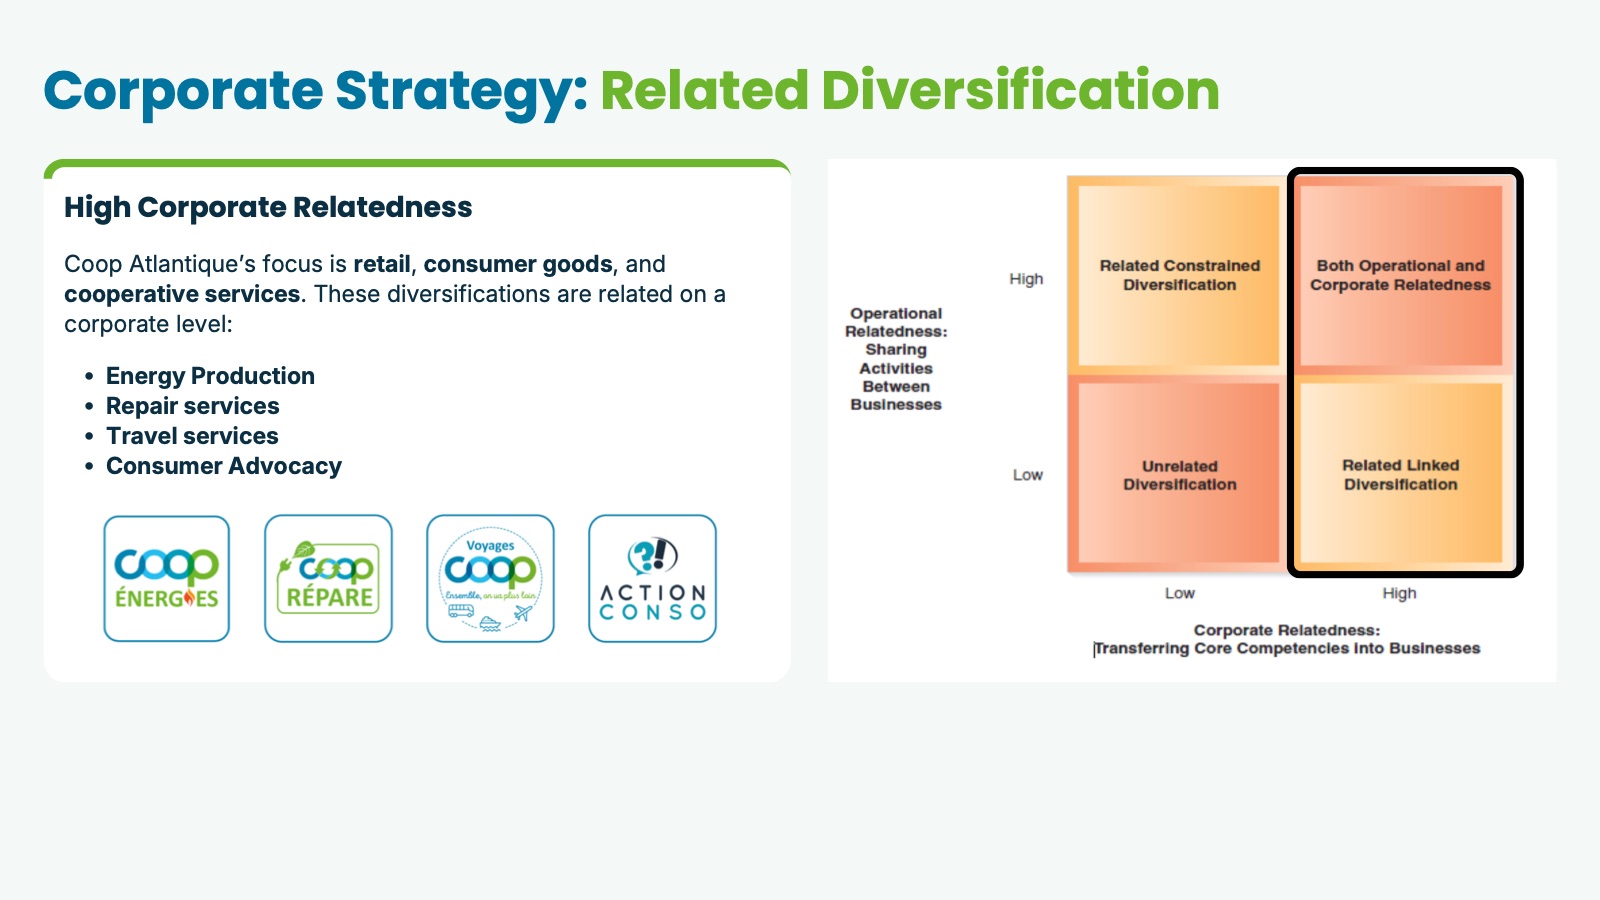 Corporate Strategy: Related Diversification
High Corporate Relatedness
Coop Atlantique’s focus is retail, consumer goods, and
cooperative services. These diversifications are related on a
corporate level:
• Energy Production
• Repair services
• Travel services
• Consumer Advocacy
coop
ÉNERGIES
coop
RÉPARE
Voyages
coop
Ensemble, on va plus loin
?!
ACTION
CONSO
Operational
Relatedness:
Sharing
Activities
Between
Businesses
High
Low
Related Constrained
Diversification
Both Operational and
Corporate Relatedness
Unrelated
Diversification
Related Linked
Diversification
Low
High
Corporate Relatedness:
Transferring Core Competencies into Businesses